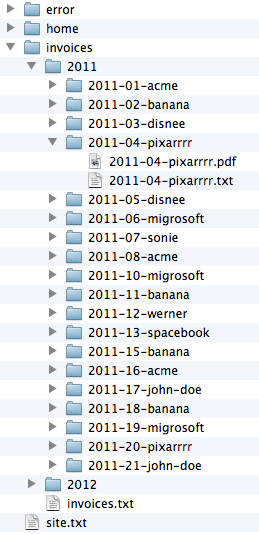 error
home
invoices
2011
2011-01-acme
2011-02-banana
2011-03-disnee
2011-04-pixarrrr
2011-04-pixarrrr.pdf
2011-04-pixarrrr.txt
2011-05-disnee
2011-06-migrosoft
2011-07-sonie
2011-08-acme
2011-10-migrosoft
2011-11-banana
2011-12-werner
2011-13-spacebook
2011-15-banana
2011-16-acme
2011-17-john-doe
2011-18-banana
2011-19-migrosoft
2011-20-pixarrrr
2011-21-john-doe
2012
invoices.txt
site.txt